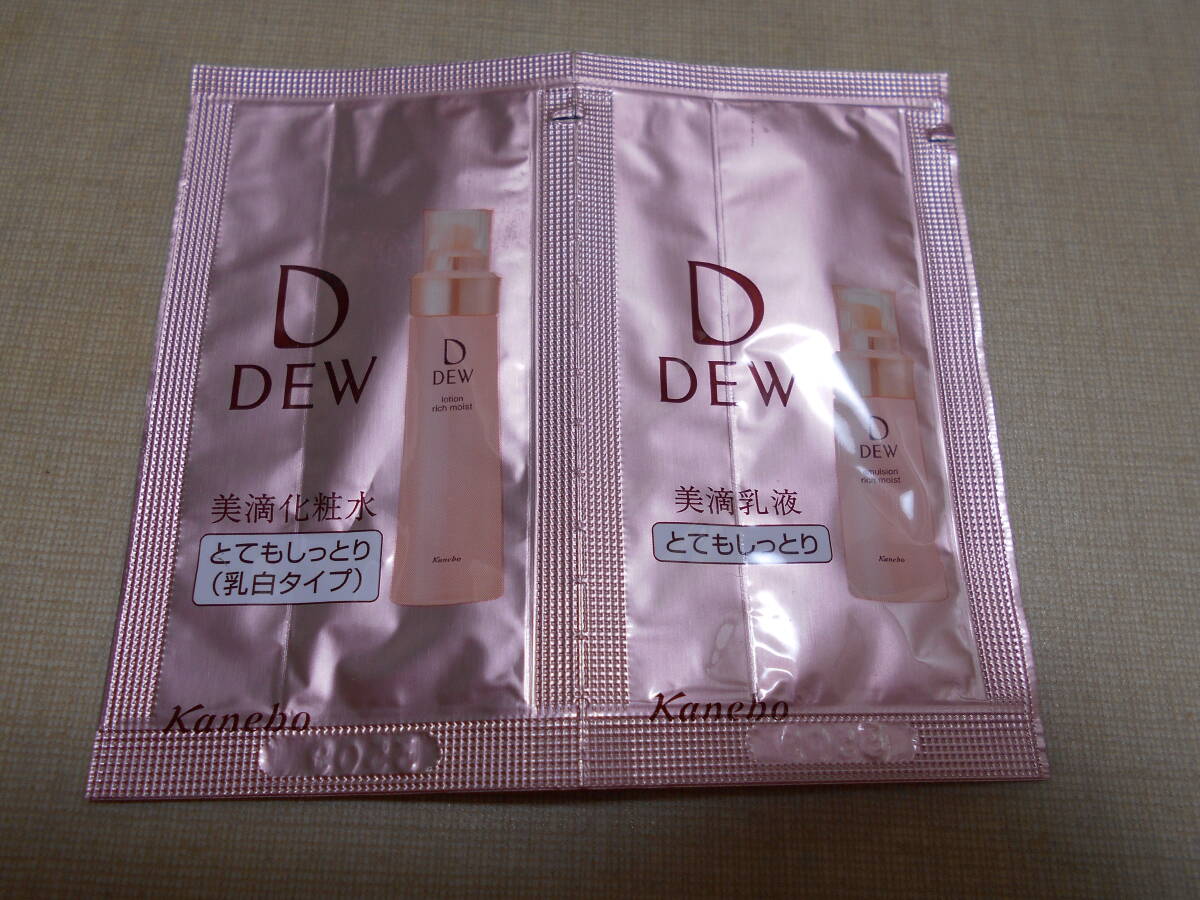 D
DEW
D
DEW
lotion
rich moist
美滴化粧水
とてもしっとり
(乳白タイプ)
Kanebo
Kanebo
D
DEW
D
DEW
emulsion
rich moist
美滴乳液
とてもしっとり
Kanebo
Kanebo